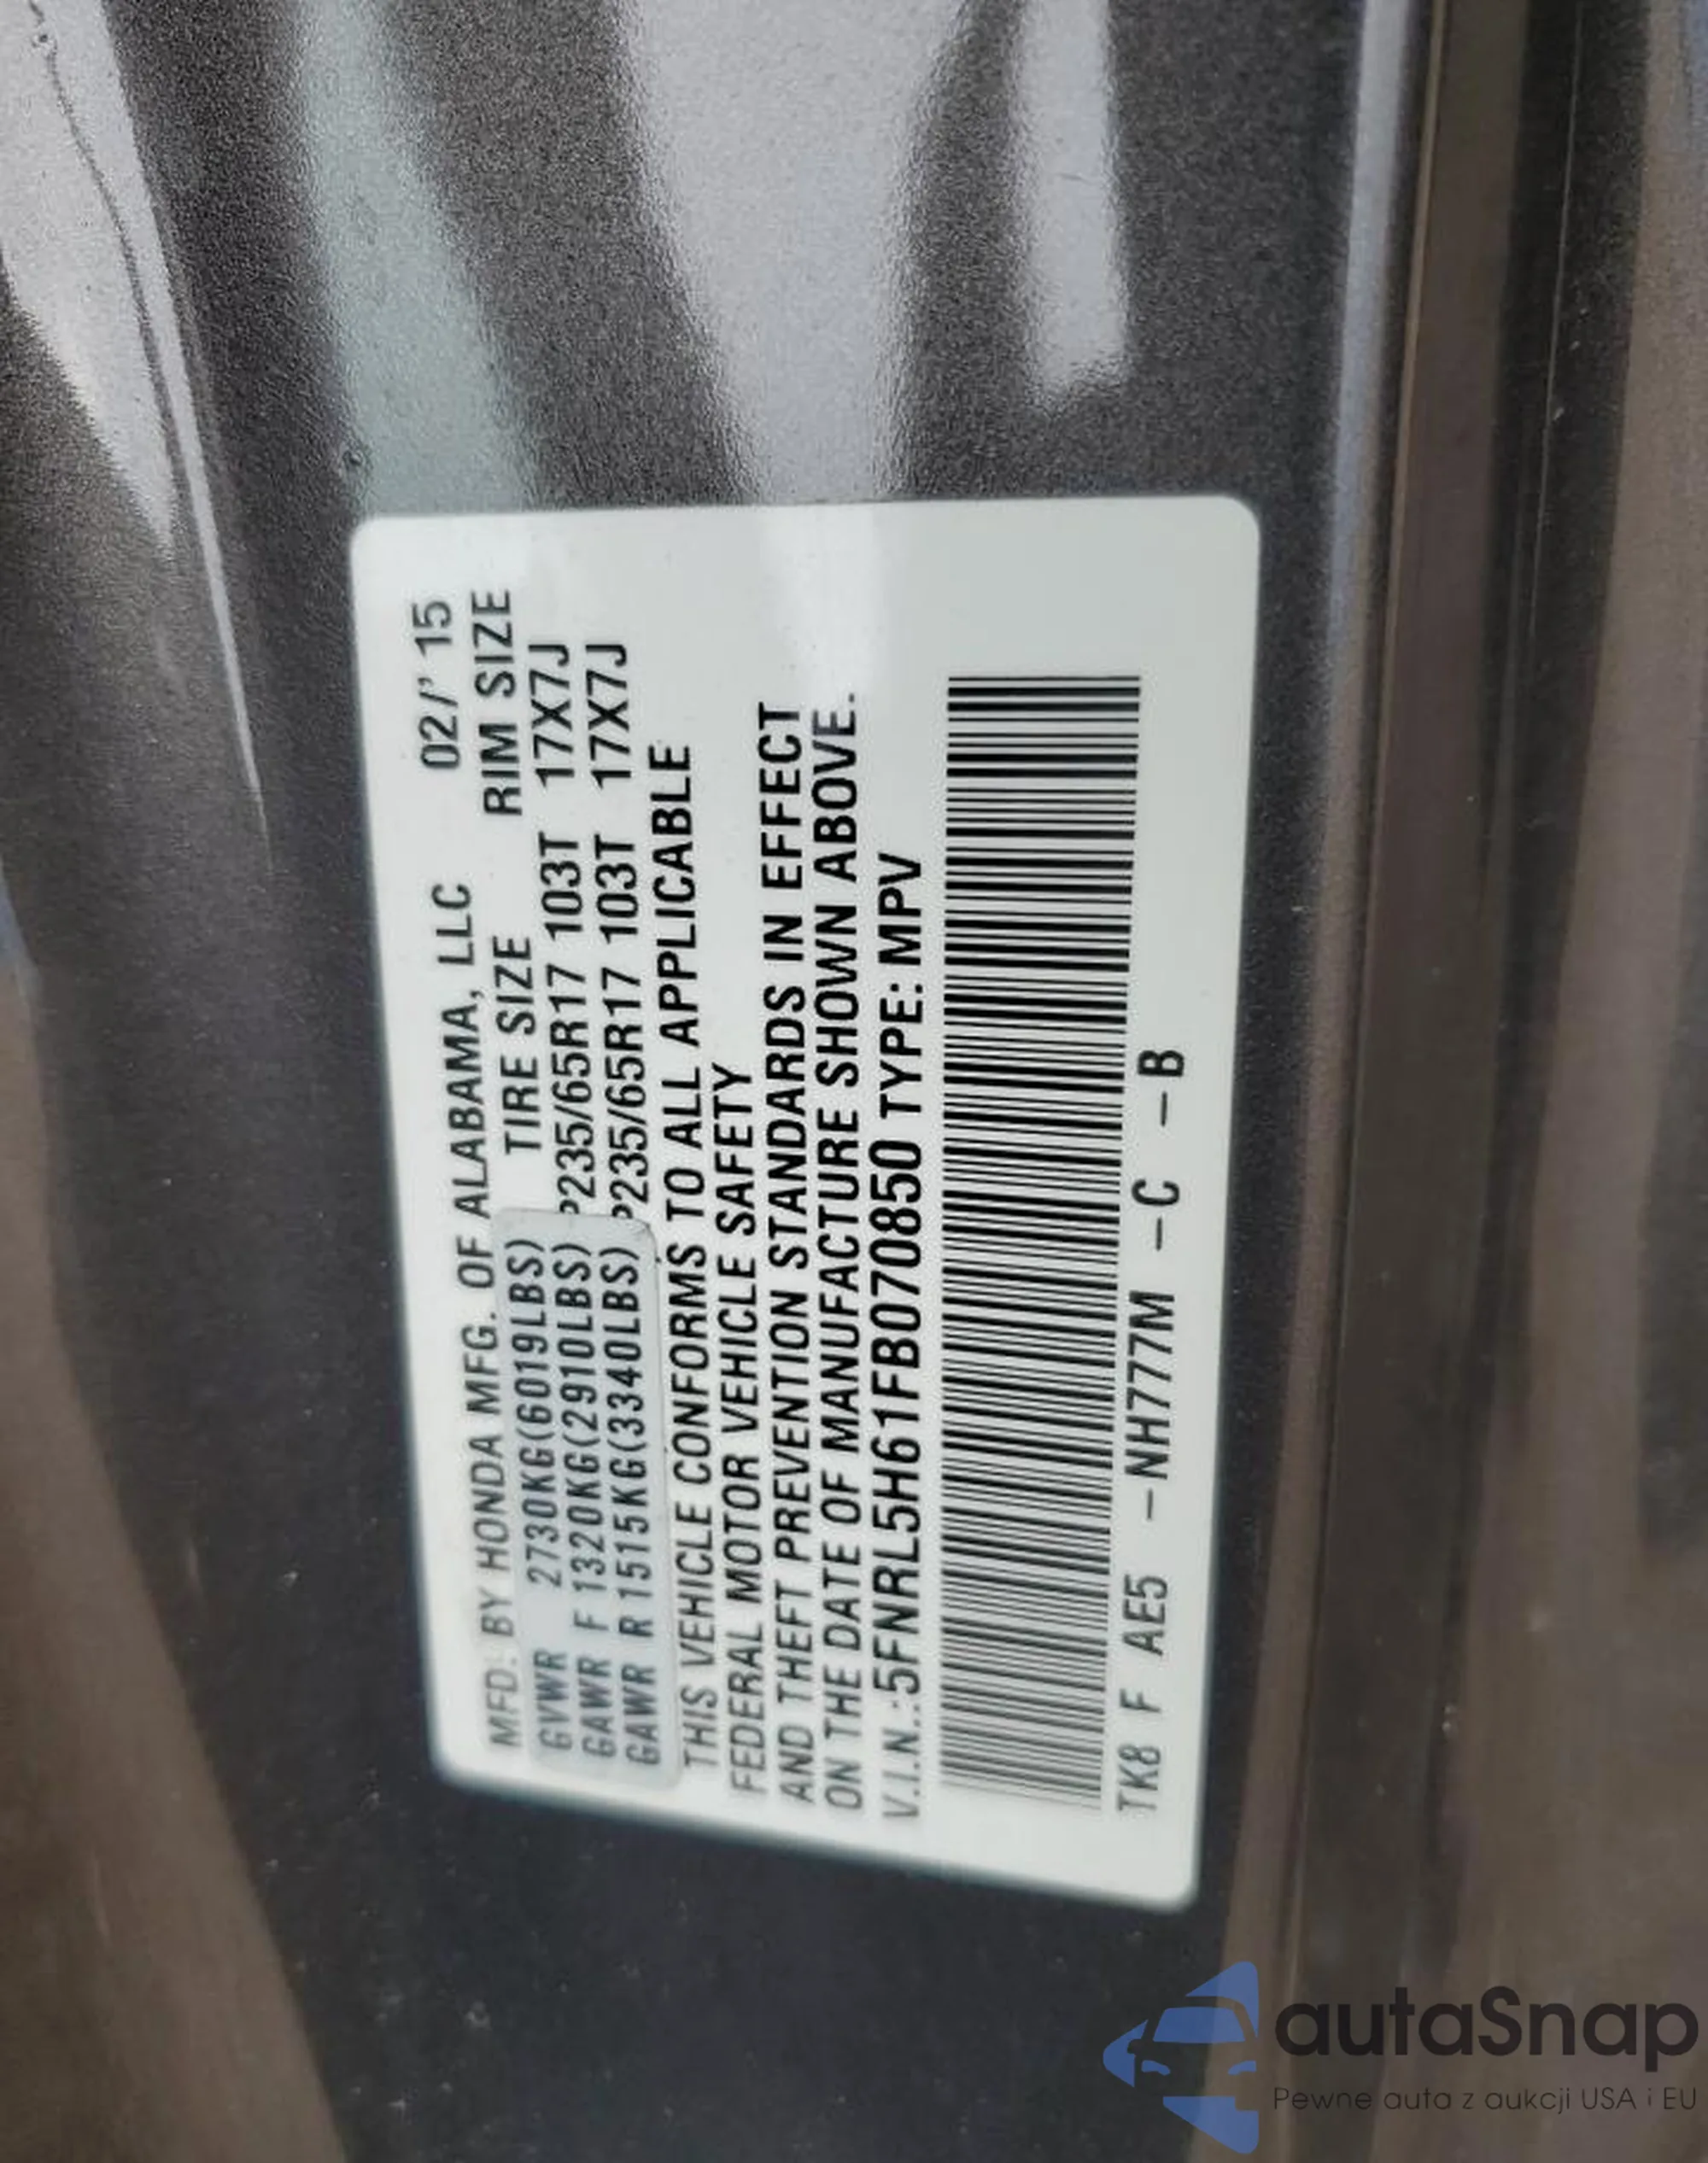 MFD. BY HONDA MFG. OF ALABAMA, LLC 02/' 15
TIRE SIZE RIM SIZE
GVWR 2730KG(6019LBS)
GAWR F 1320KG(2910LBS) P235/65R17 103T 17X7J
GAWR R 1515KG(3340LBS) P235/65R17 103T 17X7J
THIS VEHICLE CONFORMS TO ALL APPLICABLE
FEDERAL MOTOR VEHICLE SAFETY
AND THEFT PREVENTION STANDARDS IN EFFECT
ON THE DATE OF MANUFACTURE SHOWN ABOVE.
V.I.N.:5FNRL5H61FB070850 TYPE: MPV
TK8 F AE5 -NH777M -C -B
autaSnap
Pewne auta z aukcji USA i EU